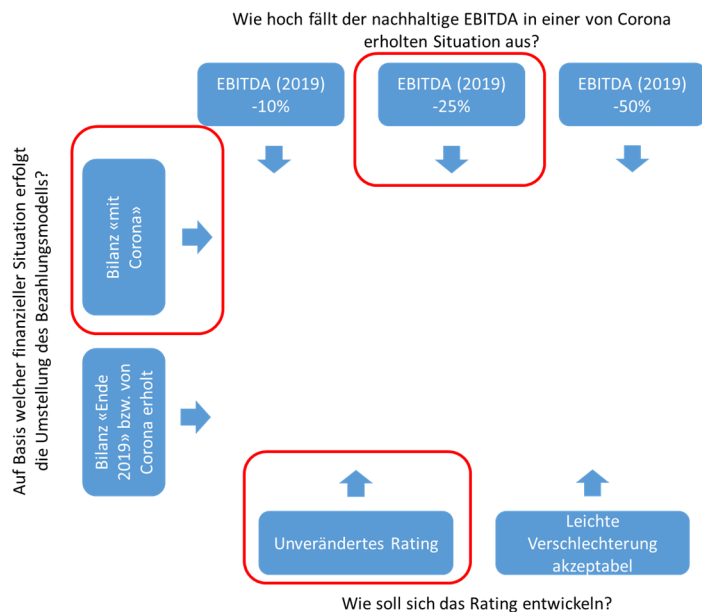 Wie hoch fällt der nachhaltige EBITDA in einer von Corona
erholten Situation aus?
EBITDA (2019)
-10%
EBITDA (2019)
-25%
EBITDA (2019)
-50%
Auf Basis welcher finanzieller Situation erfolgt
die Umstellung des Bezahlungsmodells?
Bilanz «mit
Corona»
Bilanz «Ende
2019» bzw. von
Corona erholt
Unverändertes Rating
Leichte
Verschlechterung
akzeptabel
Wie soll sich das Rating entwickeln?